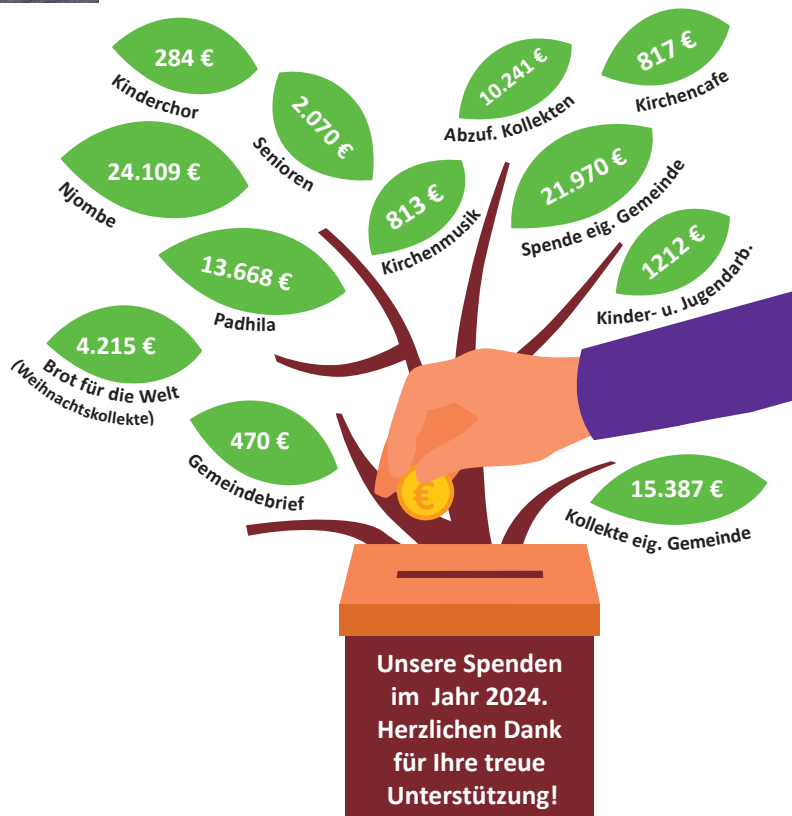 284 €
Kinderchor
2.070 €
Senioren
10.241 €
Abzuf. Kollekten
817 €
Kirchencafe
24.109 €
Njombe
813 €
Kirchenmusik
21.970 €
Spende eig. Gemeinde
13.668 €
Padhila
1212 €
Kinder- u. Jugendarb.
4.215 €
Brot für die Welt
(Weihnachtskollekte)
470 €
Gemeindebrief
15.387 €
Kollekte eig. Gemeinde
€
Unsere Spenden
im Jahr 2024.
Herzlichen Dank
für Ihre treue
Unterstützung!